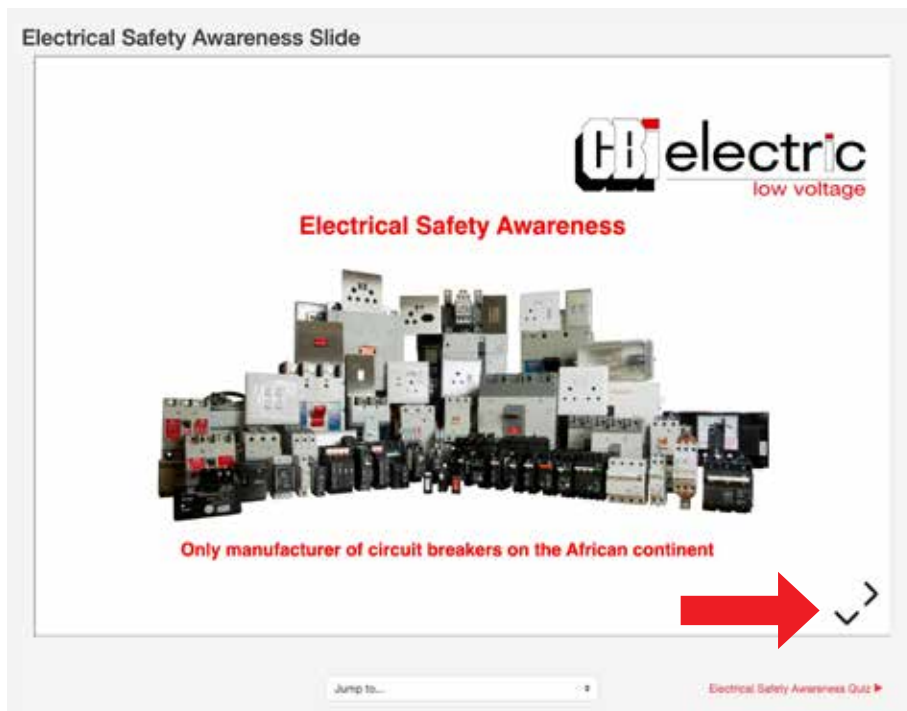 Electrical Safety Awareness Slide
CBi electric
low voltage
Electrical Safety Awareness
Only manufacturer of circuit breakers on the African continent
Jump to...
Electrical Safety Awareness Quiz ►